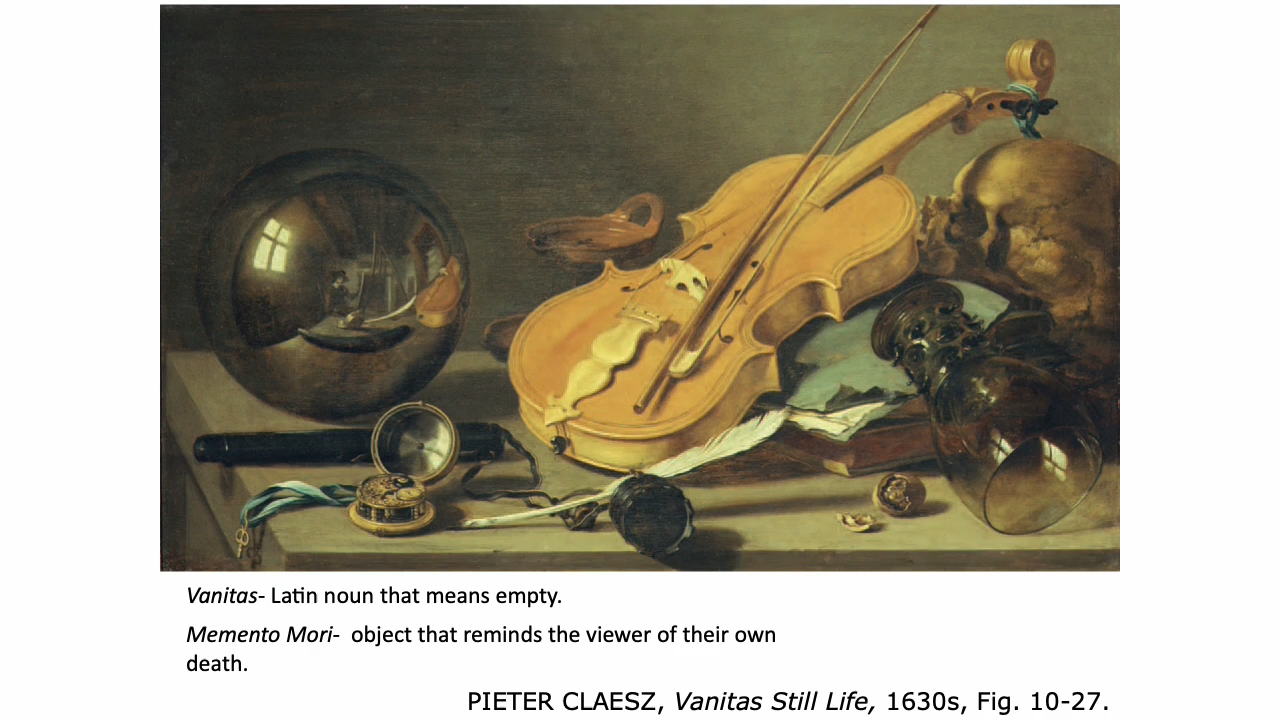 Vanitas- Latin noun that means empty.
Memento Mori-  object that reminds the viewer of their own
death.
PIETER CLAESZ, Vanitas Still Life, 1630s, Fig. 10-27.